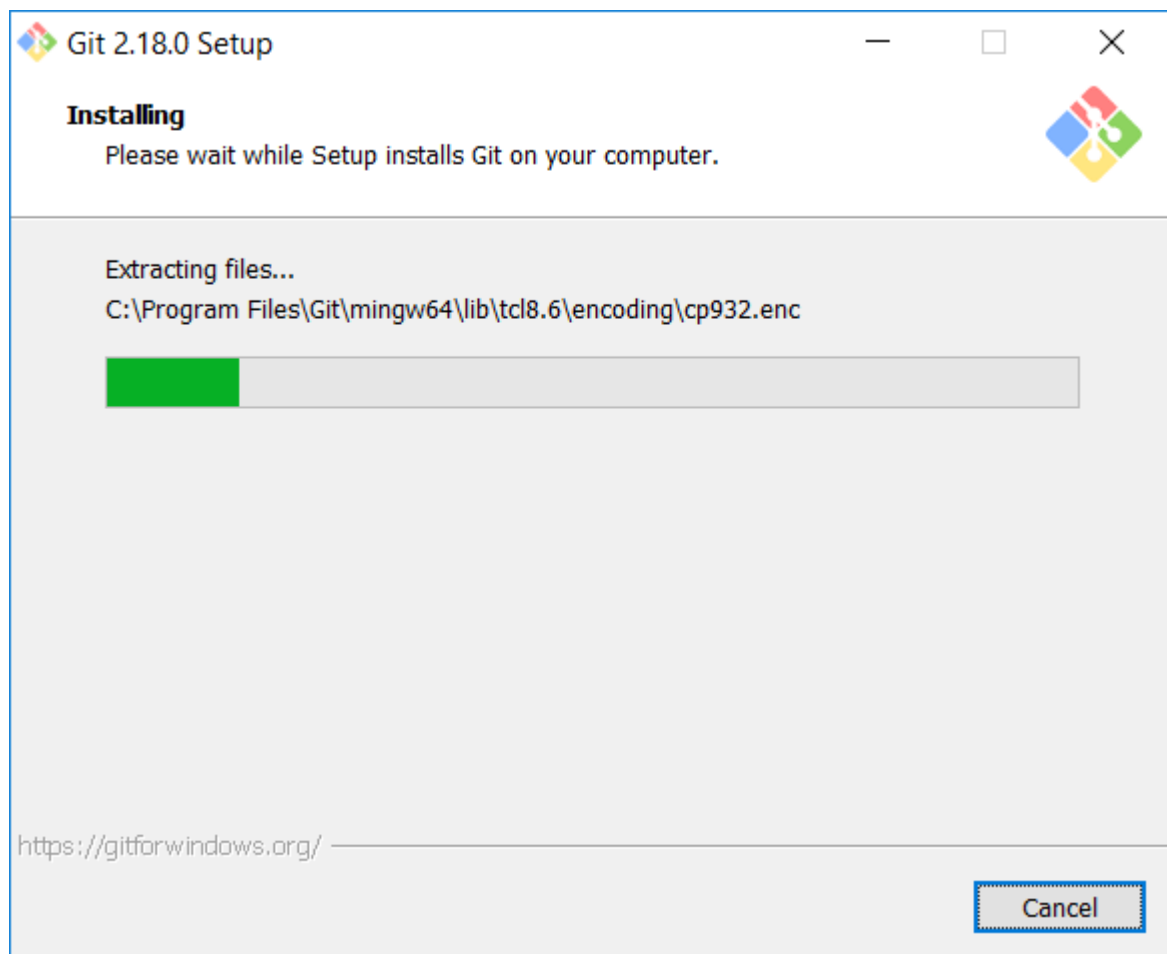 Git 2.18.0 Setup
Installing
Please wait while Setup installs Git on your computer.
Extracting files...
C:\Program Files\Git\mingw64\lib\tcl8.6\encoding\cp932.enc
https://gitforwindows.org/
Cancel